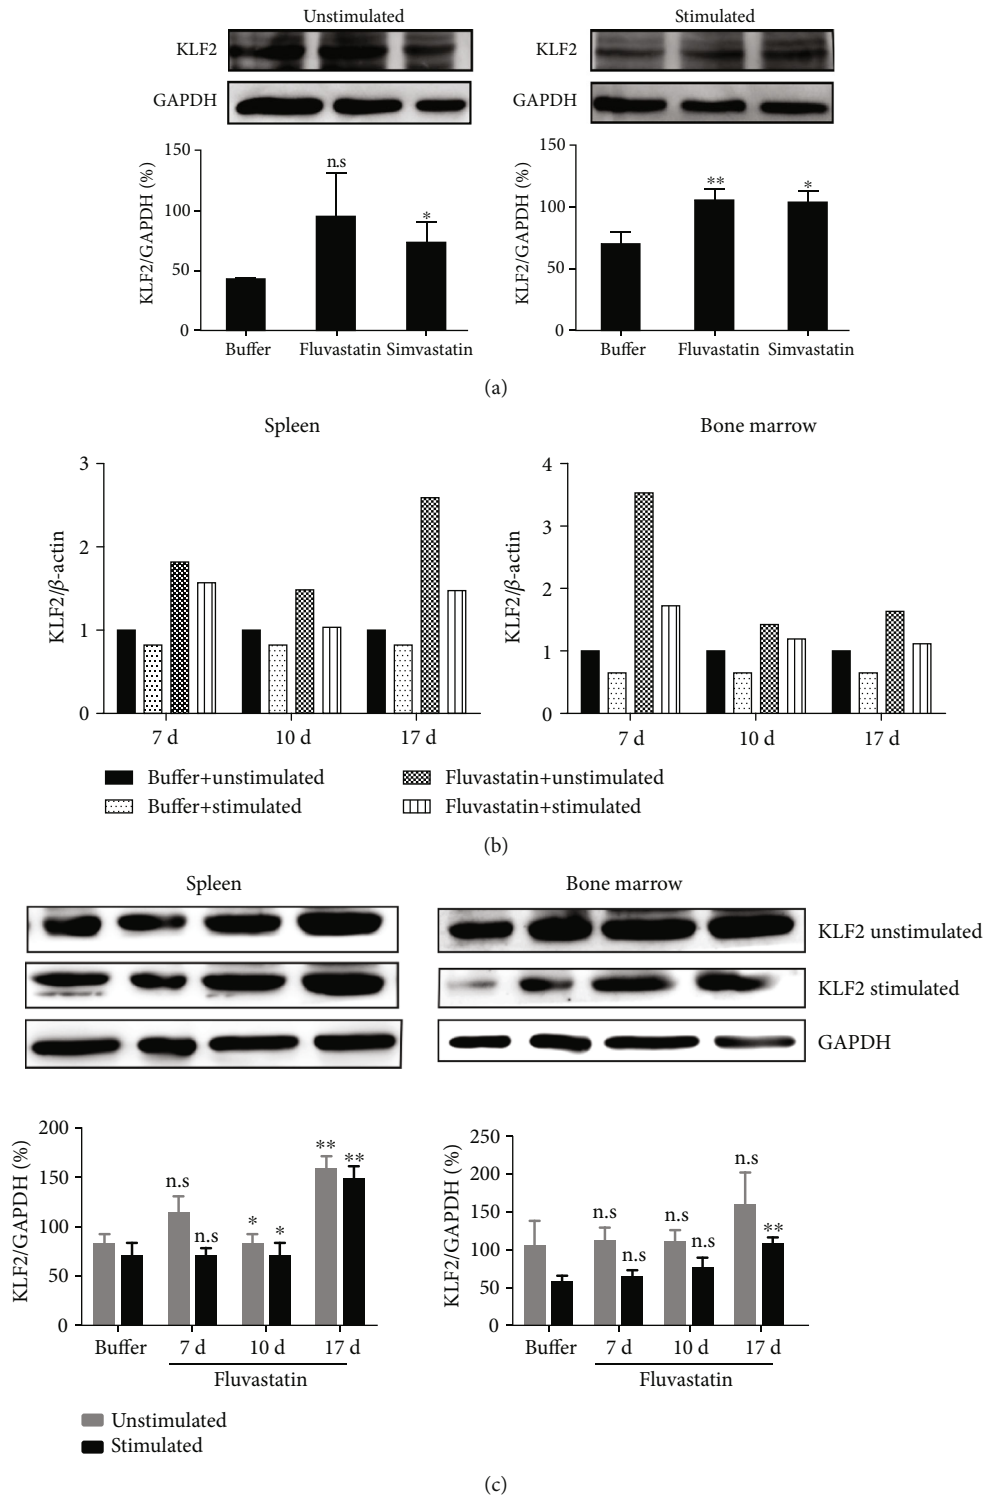 Unstimulated
Stimulated
KLF2
KLF2
GAPDH
GAPDH
KLF2/GAPDH (%)
150
100
50
0
n.s
*
Buffer
Fluvastatin
Simvastatin
KLF2/GAPDH (%)
150
100
50
0
**
*
Buffer
Fluvastatin
Simvastatin
(a)
Spleen
Bone marrow
KLF2/β-actin
3
2
1
0
7 d
10 d
17 d
KLF2/β-actin
4
3
2
1
0
7 d
10 d
17 d
Buffer+unstimulated
Fluvastatin+unstimulated
Buffer+stimulated
Fluvastatin+stimulated
(b)
Spleen
Bone marrow
KLF2 unstimulated
KLF2 stimulated
GAPDH
KLF2/GAPDH (%)
200
150
100
50
0
n.s
n.s
*
*
**
**
Buffer
7 d
10 d
17 d
Fluvastatin
KLF2/GAPDH (%)
250
200
150
100
50
0
n.s
n.s
n.s
n.s
n.s
**
Buffer
7 d
10 d
17 d
Fluvastatin
Unstimulated
Stimulated
(c)